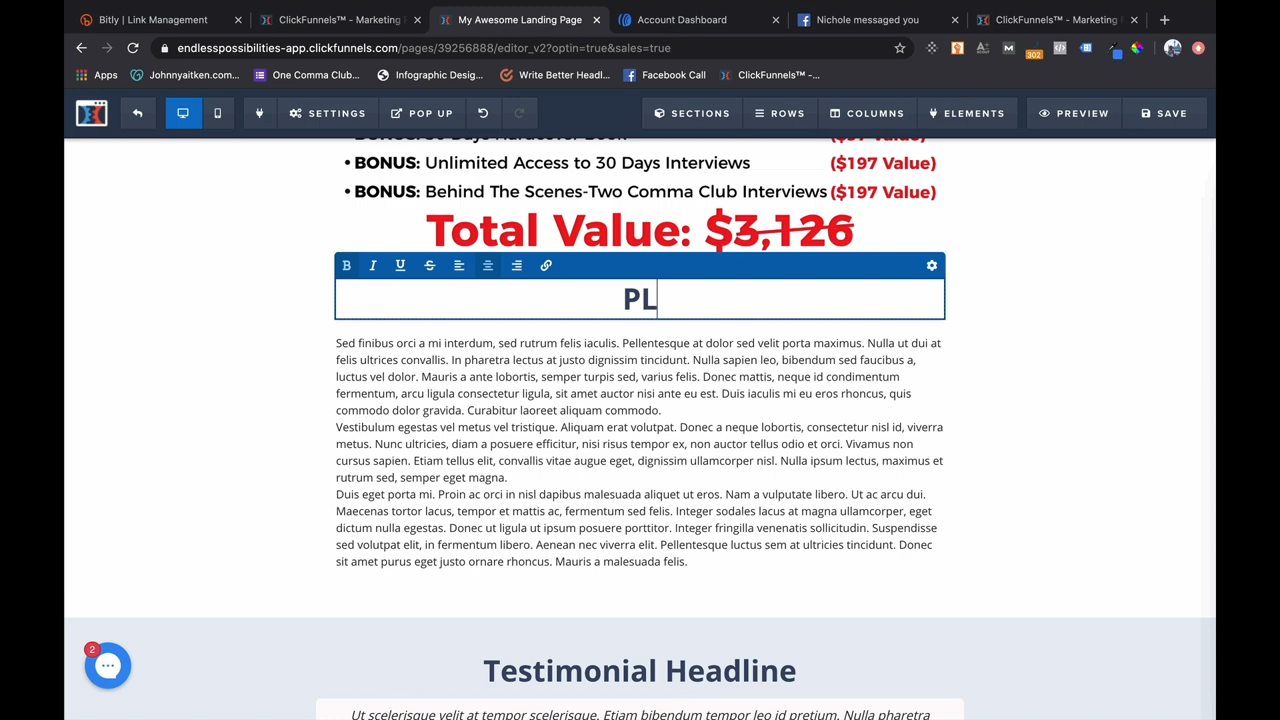 Bitly | Link Management
ClickFunnels™ - Marketing
My Awesome Landing Page
Account Dashboard
Nichole messaged you
ClickFunnels™ - Marketing
endlesspossibilities-app.clickfunnels.com/pages/39256888/editor_v2?optin=true&sales=true
302
Apps
Johnnyaitken.com...
One Comma Club...
Infographic Desig...
Write Better Headl...
Facebook Call
ClickFunnels™ -...
SETTINGS
POP UP
SECTIONS
ROWS
COLUMNS
ELEMENTS
PREVIEW
SAVE
• BONUS: Unlimited Access to 30 Days Interviews ($197 Value)
• BONUS: Behind The Scenes-Two Comma Club Interviews ($197 Value)
Total Value: $3,126
B I U S
PL
Sed finibus orci a mi interdum, sed rutrum felis iaculis. Pellentesque at dolor sed velit porta maximus. Nulla ut dui at
felis ultrices convallis. In pharetra lectus at justo dignissim tincidunt. Nulla sapien leo, bibendum sed faucibus a,
luctus vel dolor. Mauris a ante lobortis, semper turpis sed, varius felis. Donec mattis, neque id condimentum
fermentum, arcu ligula consectetur ligula, sit amet auctor nisi ante eu est. Duis iaculis mi eu eros rhoncus, quis
commodo dolor gravida. Curabitur laoreet aliquam commodo.
Vestibulum egestas vel metus vel tristique. Aliquam erat volutpat. Donec a neque lobortis, consectetur nisl id, viverra
metus. Nunc ultricies, diam a posuere efficitur, nisi risus tempor ex, non auctor tellus odio et orci. Vivamus non
cursus sapien. Etiam tellus elit, convallis vitae augue eget, dignissim ullamcorper nisl. Nulla ipsum lectus, maximus et
rutrum sed, semper eget magna.
Duis eget porta mi. Proin ac orci in nisl dapibus malesuada aliquet ut eros. Nam a vulputate libero. Ut ac arcu dui.
Maecenas tortor lacus, tempor et mattis ac, fermentum sed felis. Integer sodales lacus at magna ullamcorper, eget
dictum nulla egestas. Donec ut ligula ut ipsum posuere porttitor. Integer fringilla venenatis sollicitudin. Suspendisse
sed volutpat elit, in fermentum libero. Aenean nec viverra elit. Pellentesque luctus sem at ultricies tincidunt. Donec
sit amet purus eget justo ornare rhoncus. Mauris a malesuada felis.
2
Testimonial Headline
Ut scelerisque velit at tempor scelerisque. Etiam bibendum tempor leo id pretium. Nulla pharetra